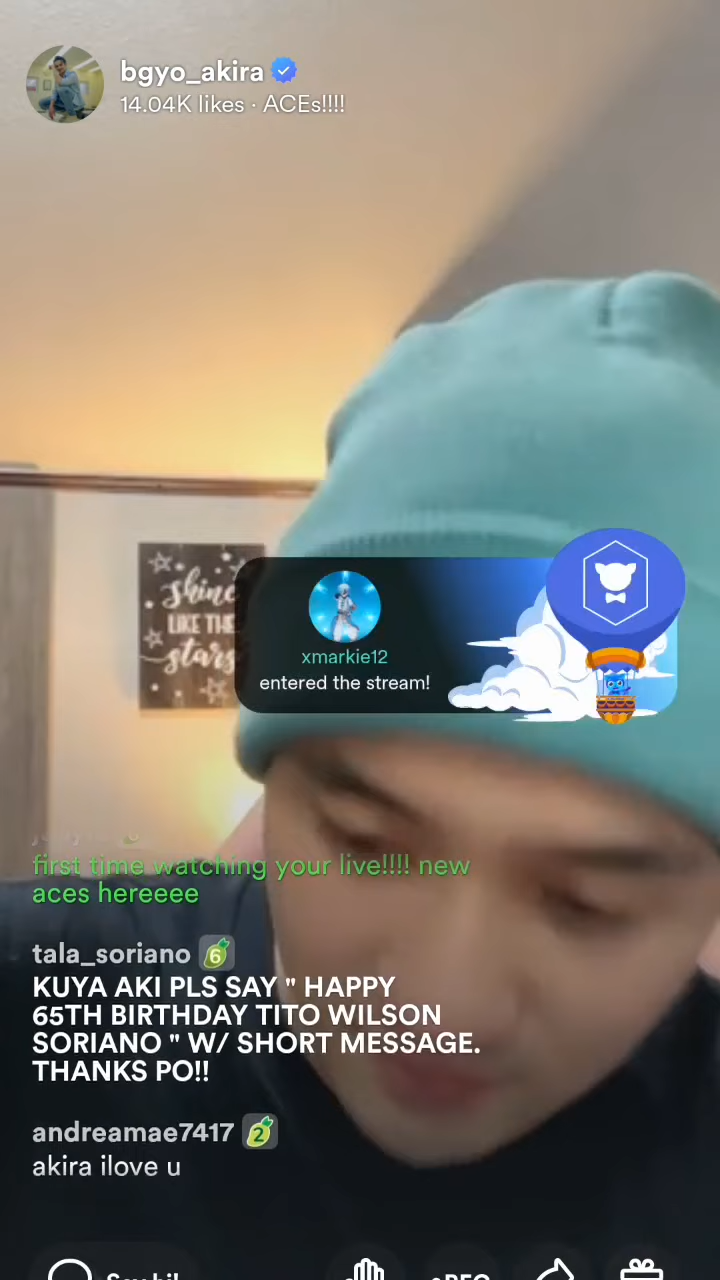 bgyo_akira
14.04K likes · ACEs!!!!
shine
LIKE THE
stars
xmarkie12
entered the stream!
first time watching your live!!!! new
aces hereeee
tala_soriano 6
KUYA AKI PLS SAY " HAPPY
65TH BIRTHDAY TITO WILSON
SORIANO " W/ SHORT MESSAGE.
THANKS PO!!
andreamae7417 2
akira ilove u